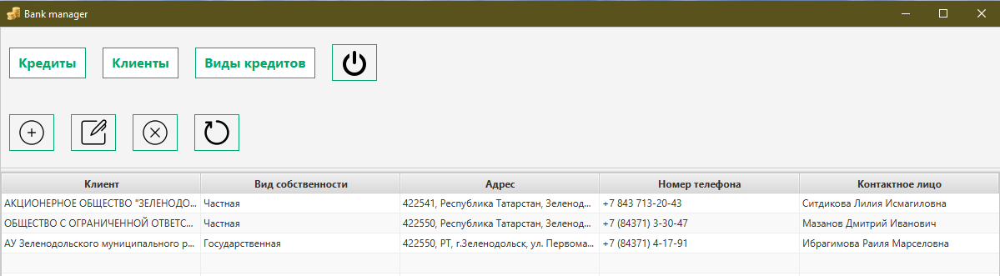 Bank manager
Кредиты Клиенты Виды кредитов
Клиент Вид собственности Адрес Номер телефона Контактное лицо
АКЦИОНЕРНОЕ ОБЩЕСТВО "ЗЕЛЕНОДО... Частная 422541, Республика Татарстан, Зеленод... +7 843 713-20-43 Ситдикова Лилия Исмагиловна
ОБЩЕСТВО С ОГРАНИЧЕННОЙ ОТВЕТС... Частная 422550, Республика Татарстан, Зеленод... +7 (84371) 3-30-47 Мазанов Дмитрий Иванович
АУ Зеленодольского муниципального р... Государственная 422550, РТ, г.Зеленодольск, ул. Первома... +7 (84371) 4-17-91 Ибрагимова Раиля Марселовна